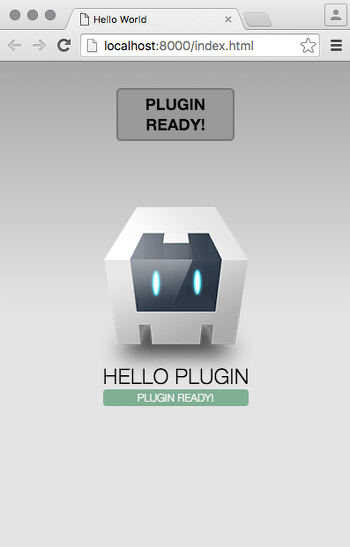 Hello World
localhost:8000/index.html
PLUGIN
READY!
HELLO PLUGIN
PLUGIN READY!